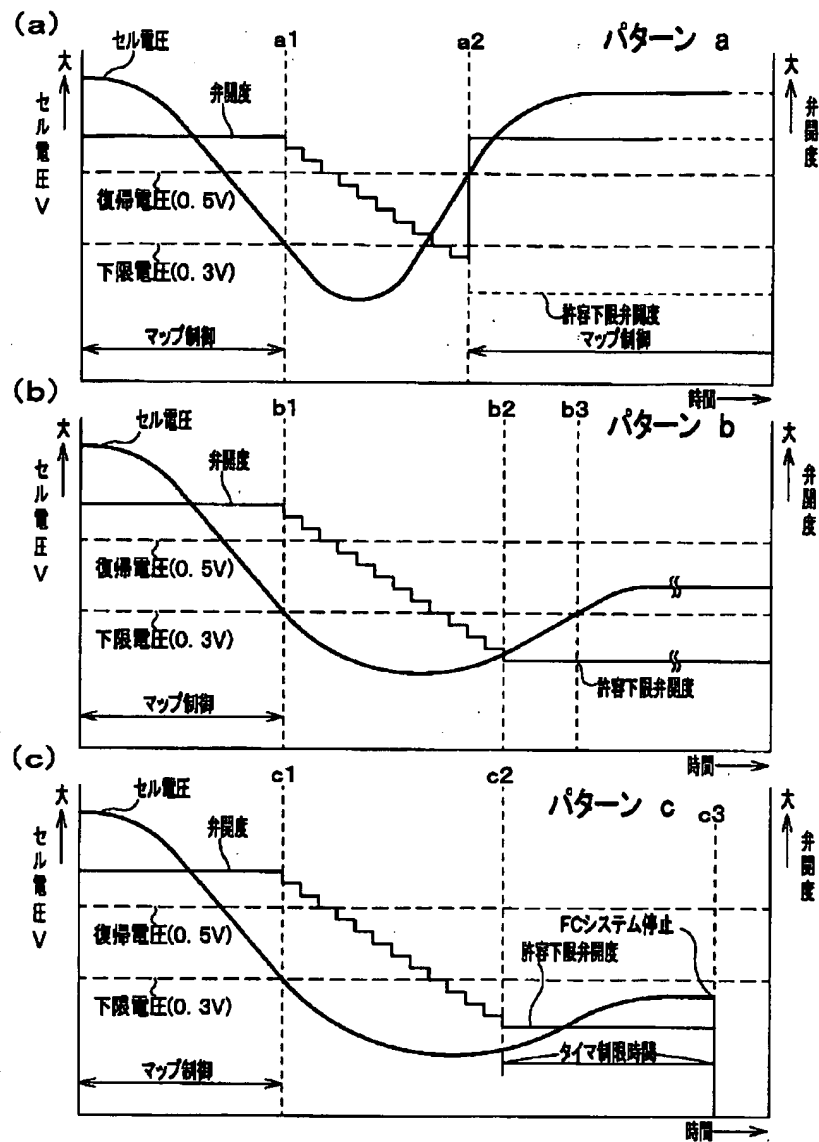 (a)
セル電圧
a1
a2
パターン a
大
弁開度
大
セル電圧V
弁開度
復帰電圧(0.5V)
下限電圧(0.3V)
許容下限弁開度
マップ制御
マップ制御
時間
(b)
セル電圧
b1
b2
b3
パターン b
大
弁開度
大
セル電圧V
弁開度
復帰電圧(0.5V)
下限電圧(0.3V)
許容下限弁開度
マップ制御
時間
(c)
セル電圧
c1
c2
パターン c
c3
大
弁開度
大
セル電圧V
弁開度
復帰電圧(0.5V)
FCシステム停止
許容下限弁開度
下限電圧(0.3V)
タイマ制限時間
マップ制御
時間